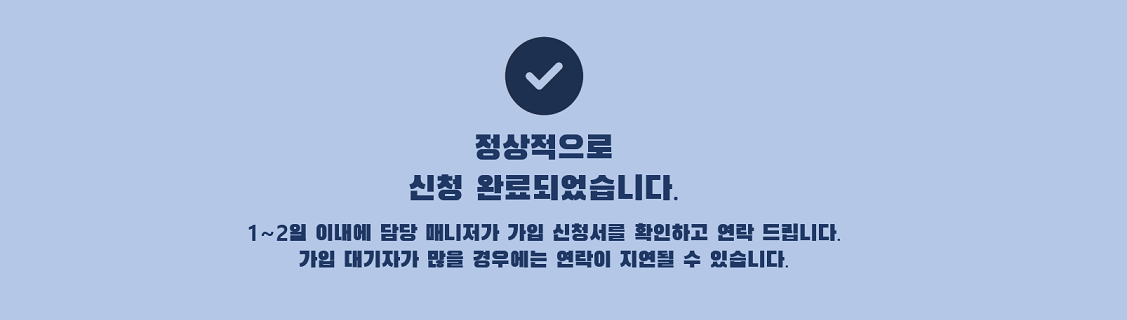 정상적으로
신청 완료되었습니다.
1~2일 이내에 담당 매니저가 가입 신청서를 확인하고 연락 드립니다.
가입 대기자가 많을 경우에는 연락이 지연될 수 있습니다.